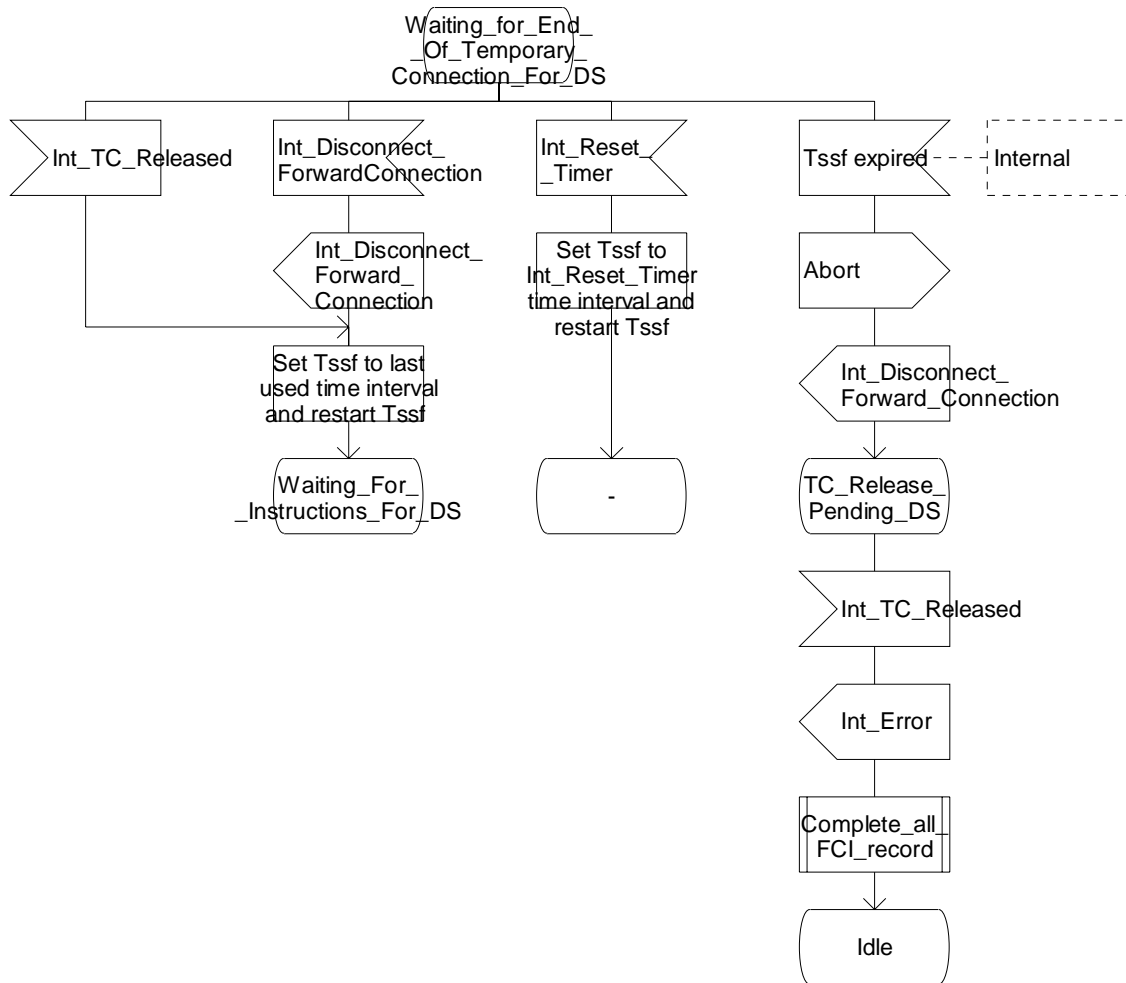 Waiting_for_End_
_Of_Temporary_
Connection_For_DS
Int_TC_Released
Int_Disconnect_
ForwardConnection
Int_Reset_
_Timer
Tssf expired
Internal
Int_Disconnect_
Forward_
Connection
Set Tssf to
Int_Reset_Timer
time interval and
restart Tssf
Abort
Set Tssf to last
used time interval
and restart Tssf
Int_Disconnect_
Forward_Connection
Waiting_For_
_Instructions_For_DS
-
TC_Release_
Pending_DS
Int_TC_Released
Int_Error
Complete_all_
FCI_record
Idle